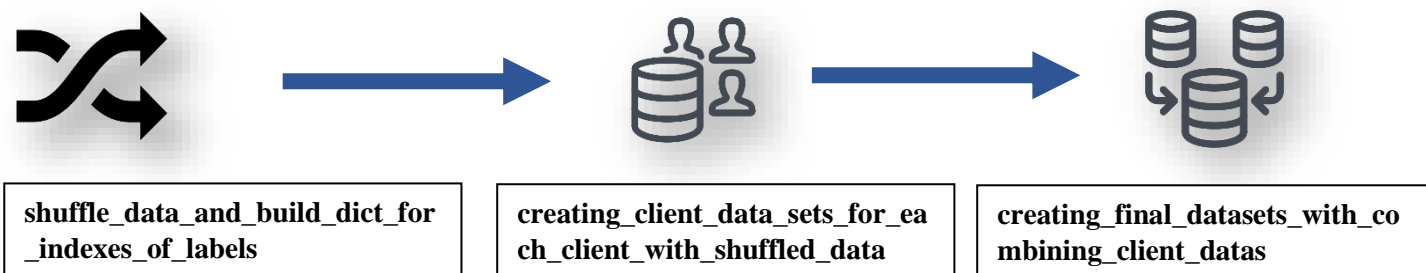 shuffle_data_and_build_dict_for
_indexes_of_labels
creating_client_data_sets_for_ea
ch_client_with_shuffled_data
creating_final_datasets_with_co
mbining_client_datas